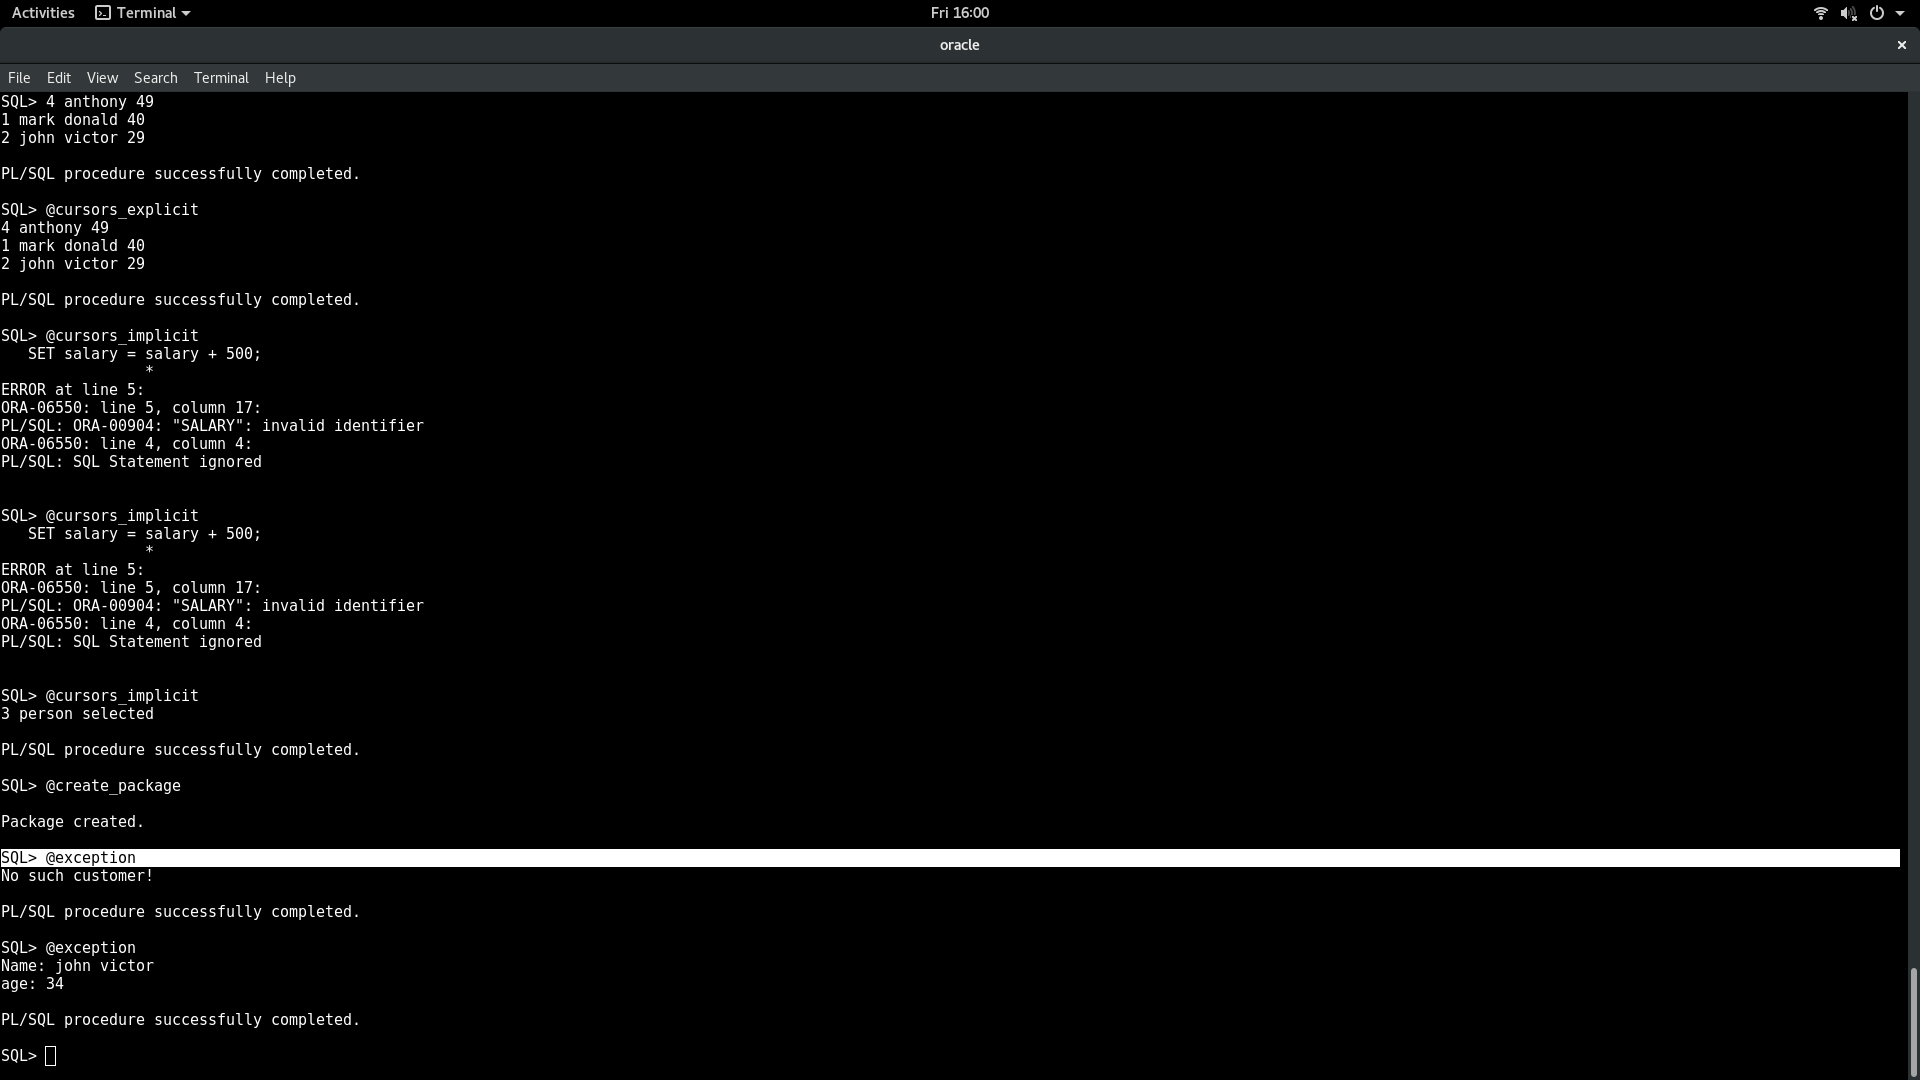 Activities Terminal Fri 16:00
oracle
File Edit View Search Terminal Help
SQL> 4 anthony 49
1 mark donald 40
2 john victor 29
PL/SQL procedure successfully completed.
SQL> @cursors_explicit
4 anthony 49
1 mark donald 40
2 john victor 29
PL/SQL procedure successfully completed.
SQL> @cursors_implicit
   SET salary = salary + 500;
                *
ERROR at line 5:
ORA-06550: line 5, column 17:
PL/SQL: ORA-00904: "SALARY": invalid identifier
ORA-06550: line 4, column 4:
PL/SQL: SQL Statement ignored
SQL> @cursors_implicit
   SET salary = salary + 500;
                *
ERROR at line 5:
ORA-06550: line 5, column 17:
PL/SQL: ORA-00904: "SALARY": invalid identifier
ORA-06550: line 4, column 4:
PL/SQL: SQL Statement ignored
SQL> @cursors_implicit
3 person selected
PL/SQL procedure successfully completed.
SQL> @create_package
Package created.
SQL> @exception
No such customer!
PL/SQL procedure successfully completed.
SQL> @exception
Name: john victor
age: 34
PL/SQL procedure successfully completed.
SQL>